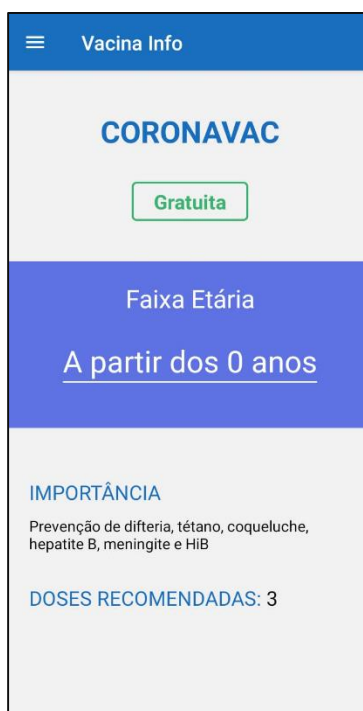 Vacina Info
CORONAVAC
Gratuita
Faixa Etária
A partir dos 0 anos
IMPORTÂNCIA
Prevenção de difteria, tétano, coqueluche,
hepatite B, meningite e HiB
DOSES RECOMENDADAS: 3